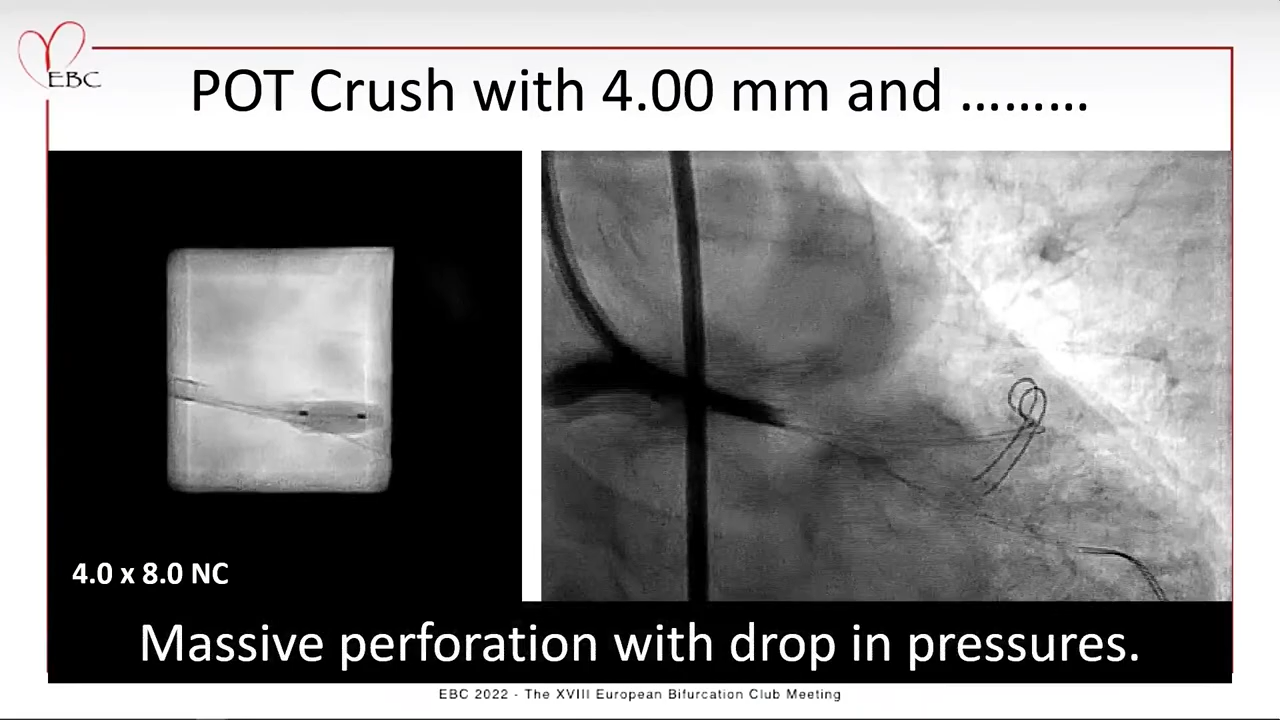 EBC
POT Crush with 4.00 mm and .........
4.0 x 8.0 NC
Massive perforation with drop in pressures.
EBC 2022 - The XVIII European Bifurcation Club Meeting